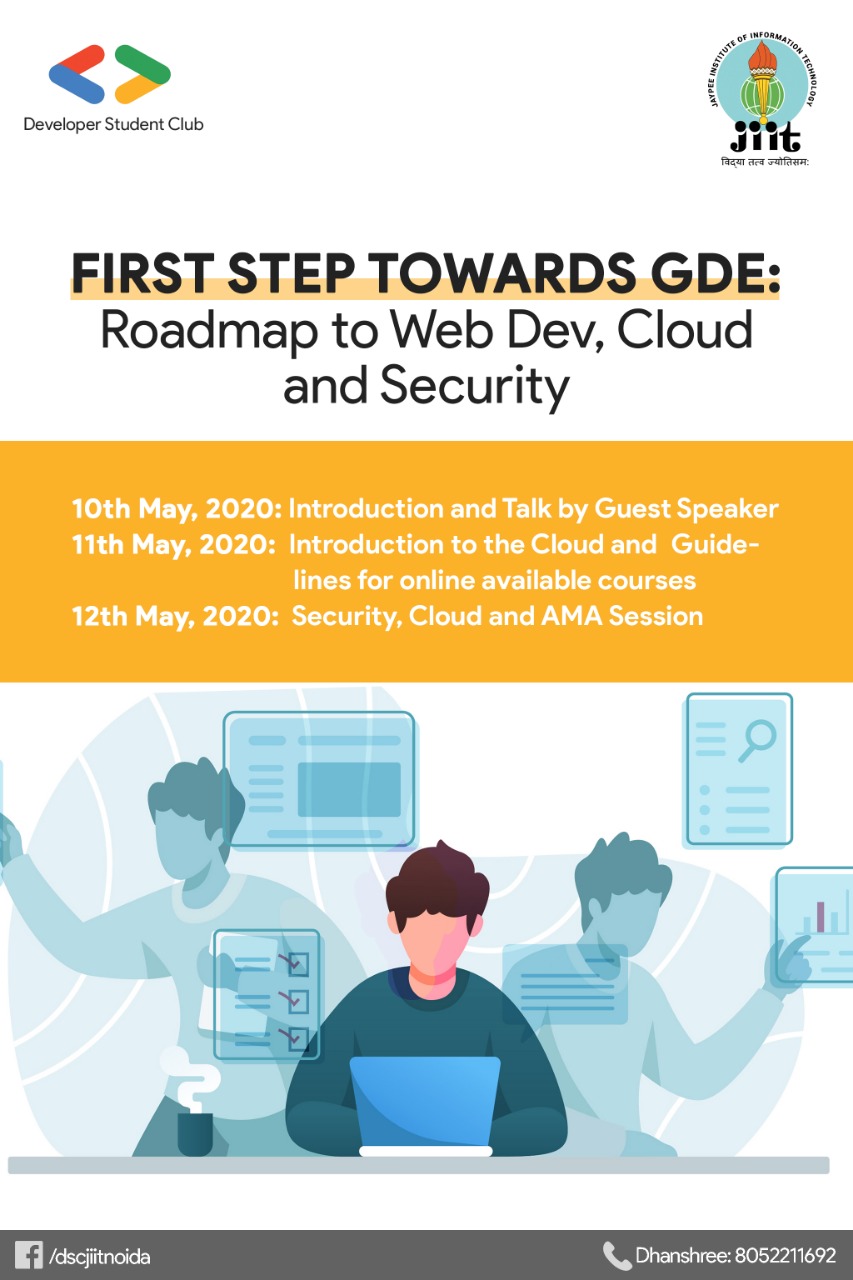 Developer Student Club
JAYPEE INSTITUTE OF INFORMATION TECHNOLOGY
jiit
विद्या तत्व ज्योतिसमः
FIRST STEP TOWARDS GDE:
Roadmap to Web Dev, Cloud
and Security
10th May, 2020: Introduction and Talk by Guest Speaker
11th May, 2020: Introduction to the Cloud and Guide-
lines for online available courses
12th May, 2020: Security, Cloud and AMA Session
/dscjiitnoida
Dhanshree: 8052211692